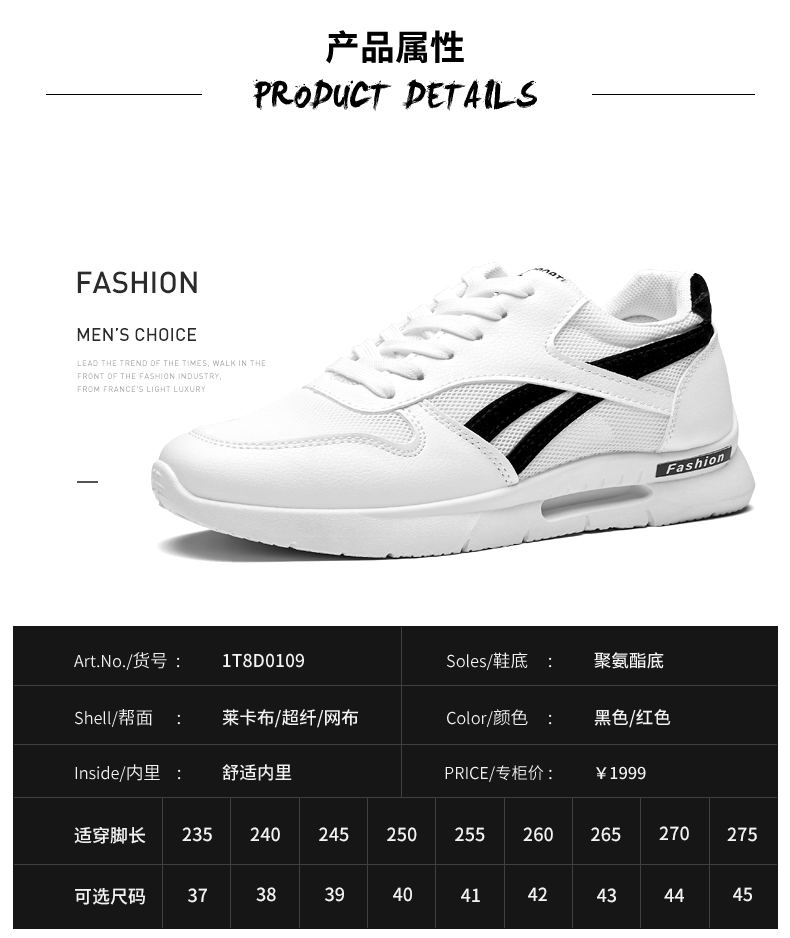 产品属性
PRODUCT DETAILS
FASHION
MEN'S CHOICE
LEAD THE TREND OF THE TIMES, WALK IN THE
FRONT OF THE FASHION INDUSTRY,
FROM FRANCE'S LIGHT LUXURY
Fashion
Art.No./货号 : 1T8D0109 Soles/鞋底 : 聚氨酯底
Shell/帮面 : 莱卡布/超纤/网布 Color/颜色 : 黑色/红色
Inside/内里 : 舒适内里 PRICE/专柜价 : ￥1999
适穿脚长 235 240 245 250 255 260 265 270 275
可选尺码 37 38 39 40 41 42 43 44 45